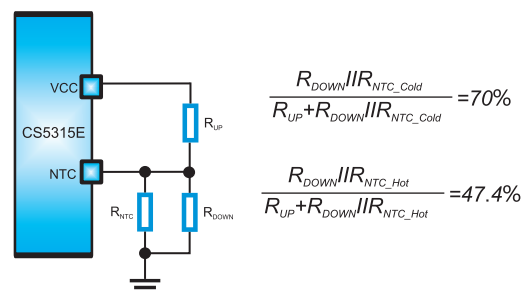 VCC
CS5315E
NTC
R_UP
R_NTC
R_DOWN
R_DOWN//R_NTC_Cold
R_UP+R_DOWN//R_NTC_Cold
=70%
R_DOWN//R_NTC_Hot
R_UP+R_DOWN//R_NTC_Hot
=47.4%